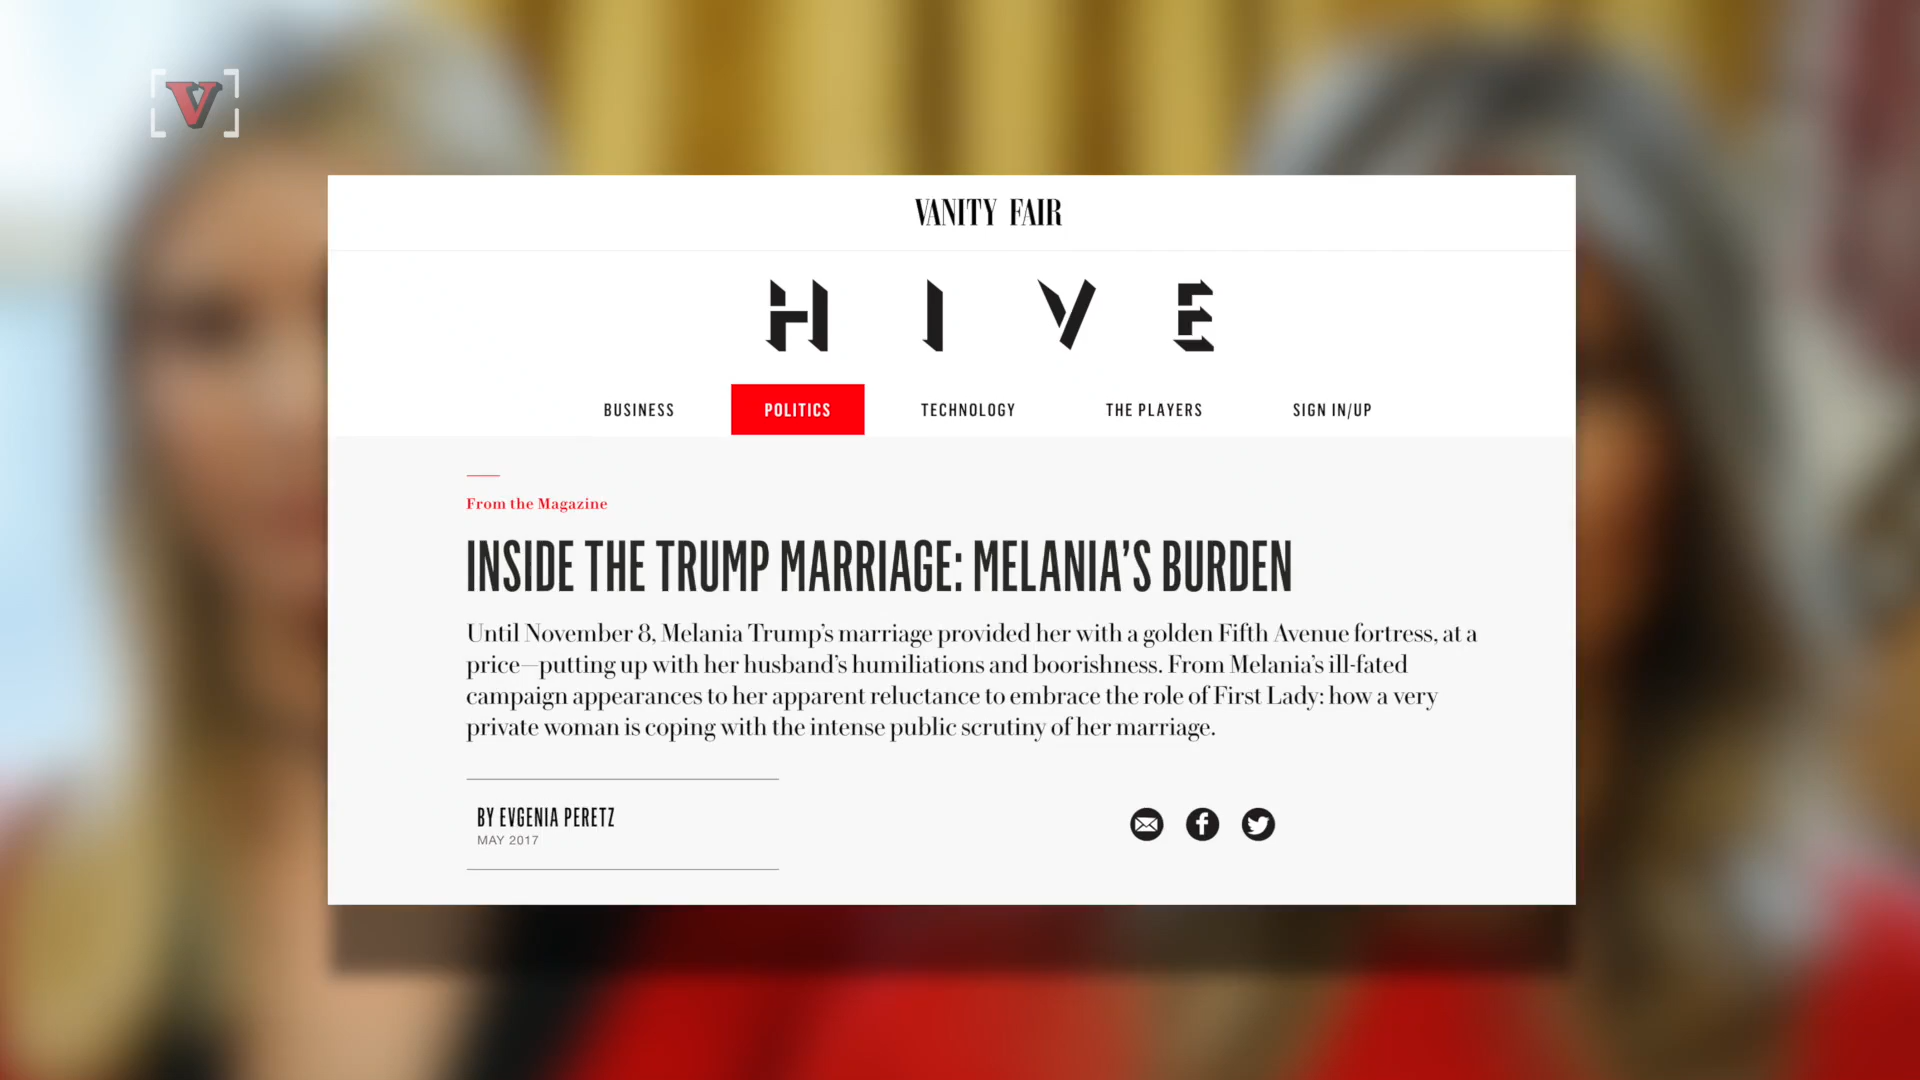 V
VANITY FAIR
HIVE
BUSINESS POLITICS TECHNOLOGY THE PLAYERS SIGN IN/UP
From the Magazine
INSIDE THE TRUMP MARRIAGE: MELANIA’S BURDEN
Until November 8, Melania Trump’s marriage provided her with a golden Fifth Avenue fortress, at a
price—putting up with her husband’s humiliations and boorishness. From Melania’s ill-fated
campaign appearances to her apparent reluctance to embrace the role of First Lady: how a very
private woman is coping with the intense public scrutiny of her marriage.
BY EVGENIA PERETZ
MAY 2017